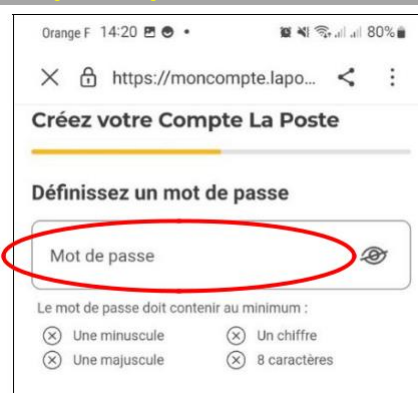 Orange F 14:20 80%
https://moncompte.lapo...
Créez votre Compte La Poste
Définissez un mot de passe
Mot de passe
Le mot de passe doit contenir au minimum :
Une minuscule Un chiffre
Une majuscule 8 caractères